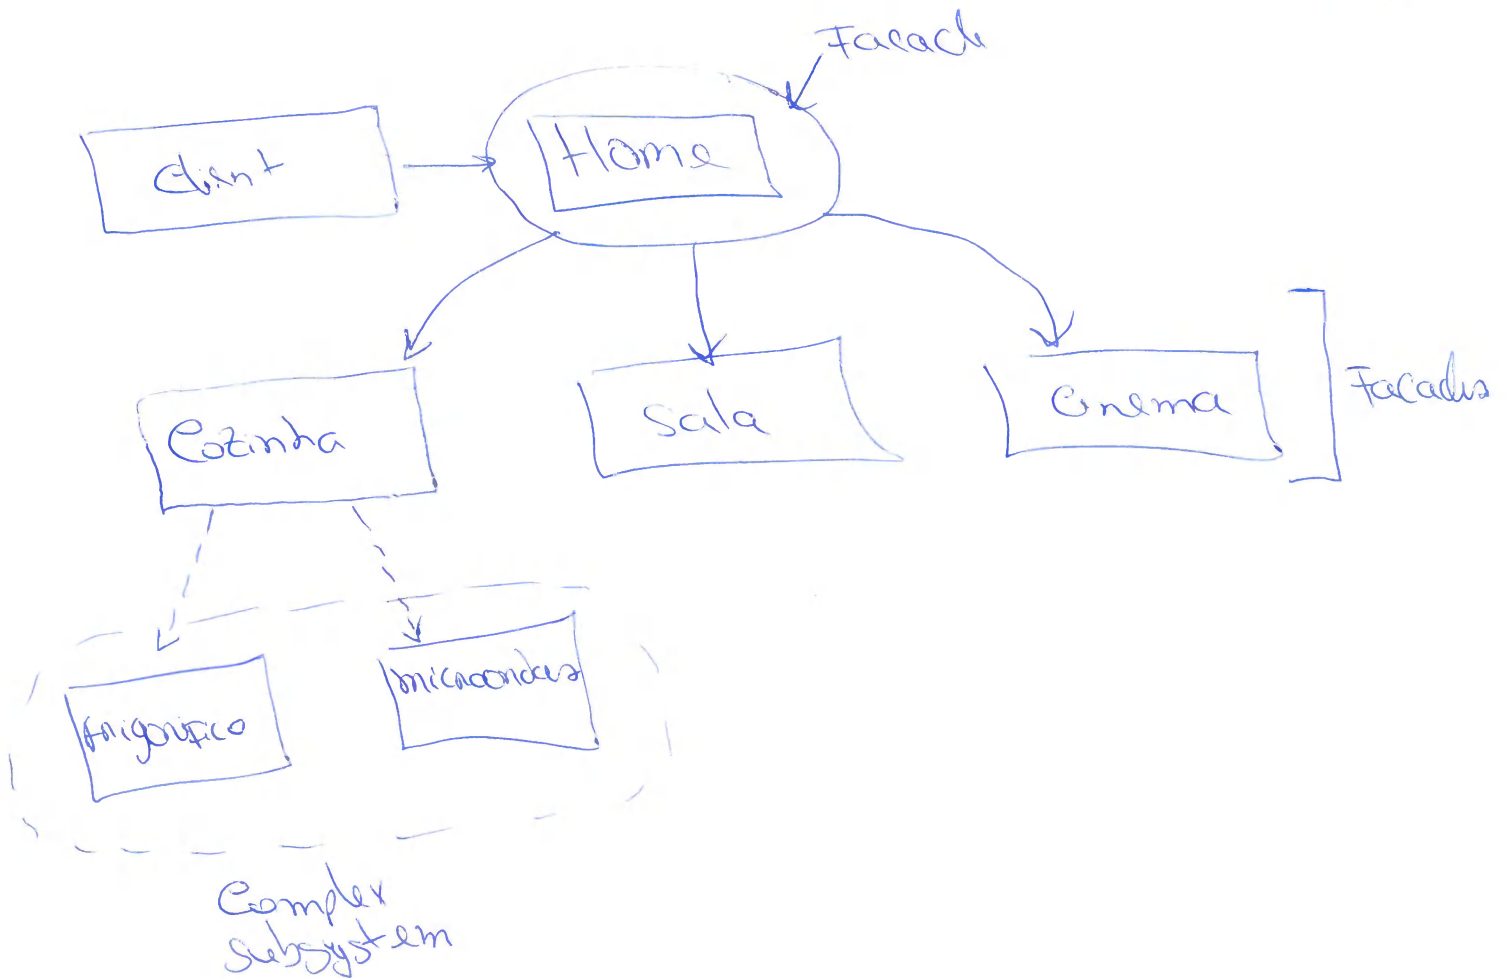 Facade
Client
Home
Cozinha
Sala
Cinema
Facades
frigorifico
microondas
Complex
subsystem